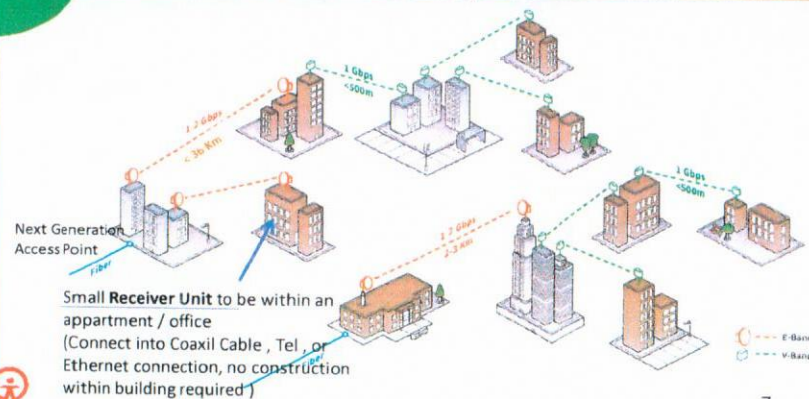 1 Gbps
<500m
1-2 Gbps
1 Gbps
<500m
Next Generation
Access Point
Fiber
1-2 Gbps
2-3 Km
Small Receiver Unit to be within an
appartment / office
(Connect into Coaxil Cable , Tel , or
Ethernet connection, no construction
within building required )
Fiber
E-Band
V-Band
7